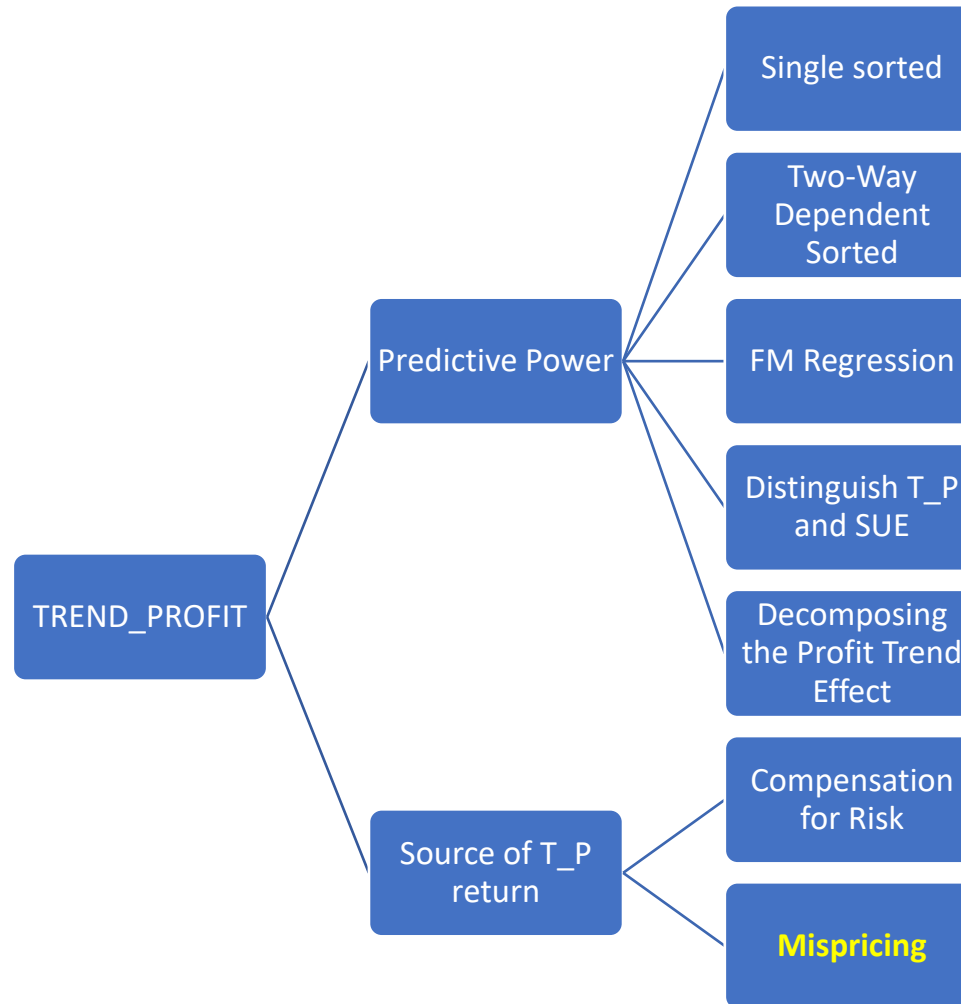 Single sorted
Two-Way
Dependent
Sorted
Predictive Power
FM Regression
Distinguish T_P
and SUE
TREND_PROFIT
Decomposing
the Profit Trend
Effect
Compensation
for Risk
Source of T_P
return
Mispricing